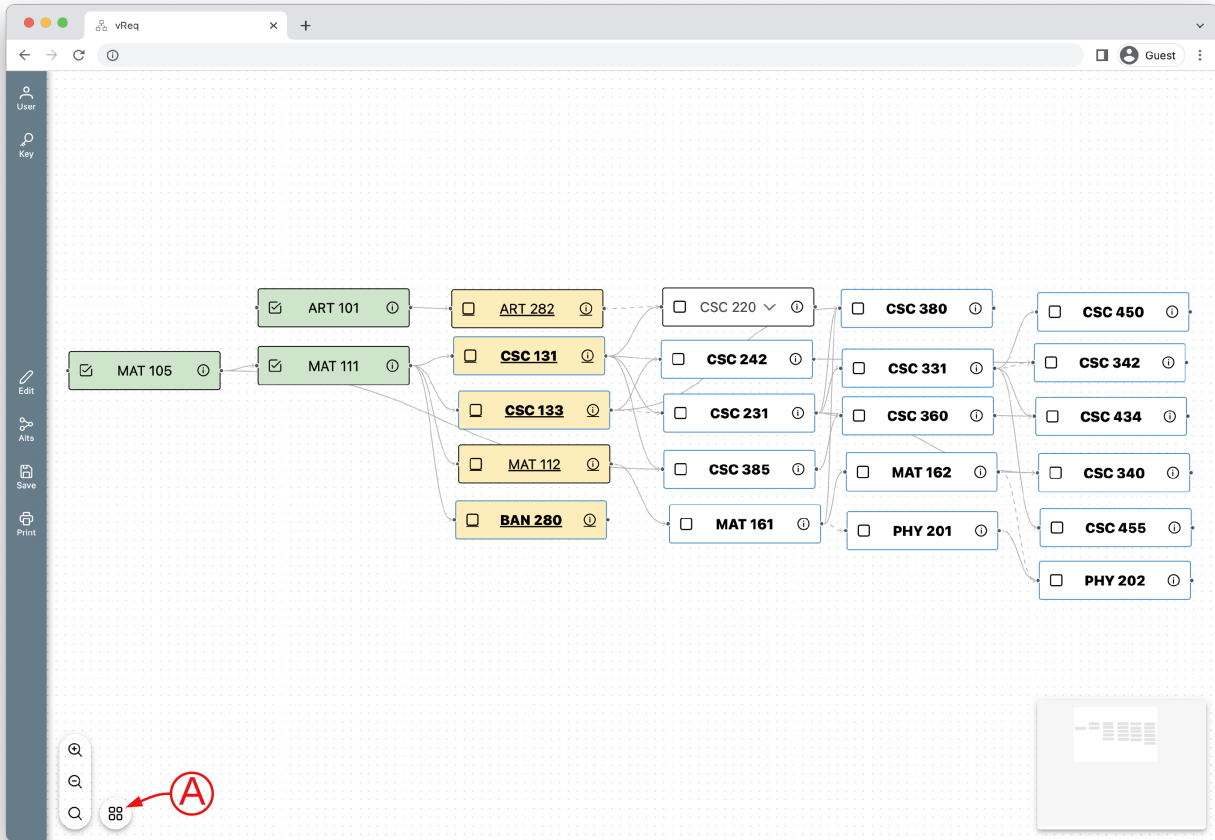 vReq
Guest
User
Key
Edit
Alts
Save
Print
MAT 105
ART 101
MAT 111
ART 282
CSC 131
CSC 133
MAT 112
BAN 280
CSC 220
CSC 242
CSC 231
CSC 385
MAT 161
CSC 380
CSC 331
CSC 360
MAT 162
PHY 201
CSC 450
CSC 342
CSC 434
CSC 340
CSC 455
PHY 202
A